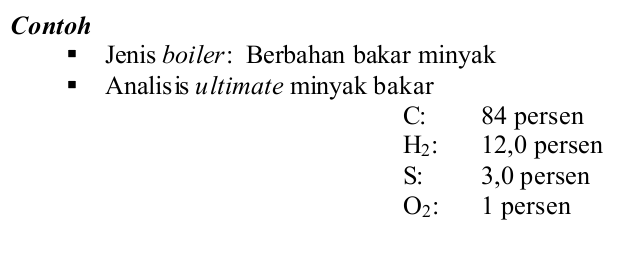 Contoh
▪ Jenis boiler: Berbahan bakar minyak
▪ Analisis ultimate minyak bakar
C: 84 persen
H₂: 12,0 persen
S: 3,0 persen
O₂: 1 persen